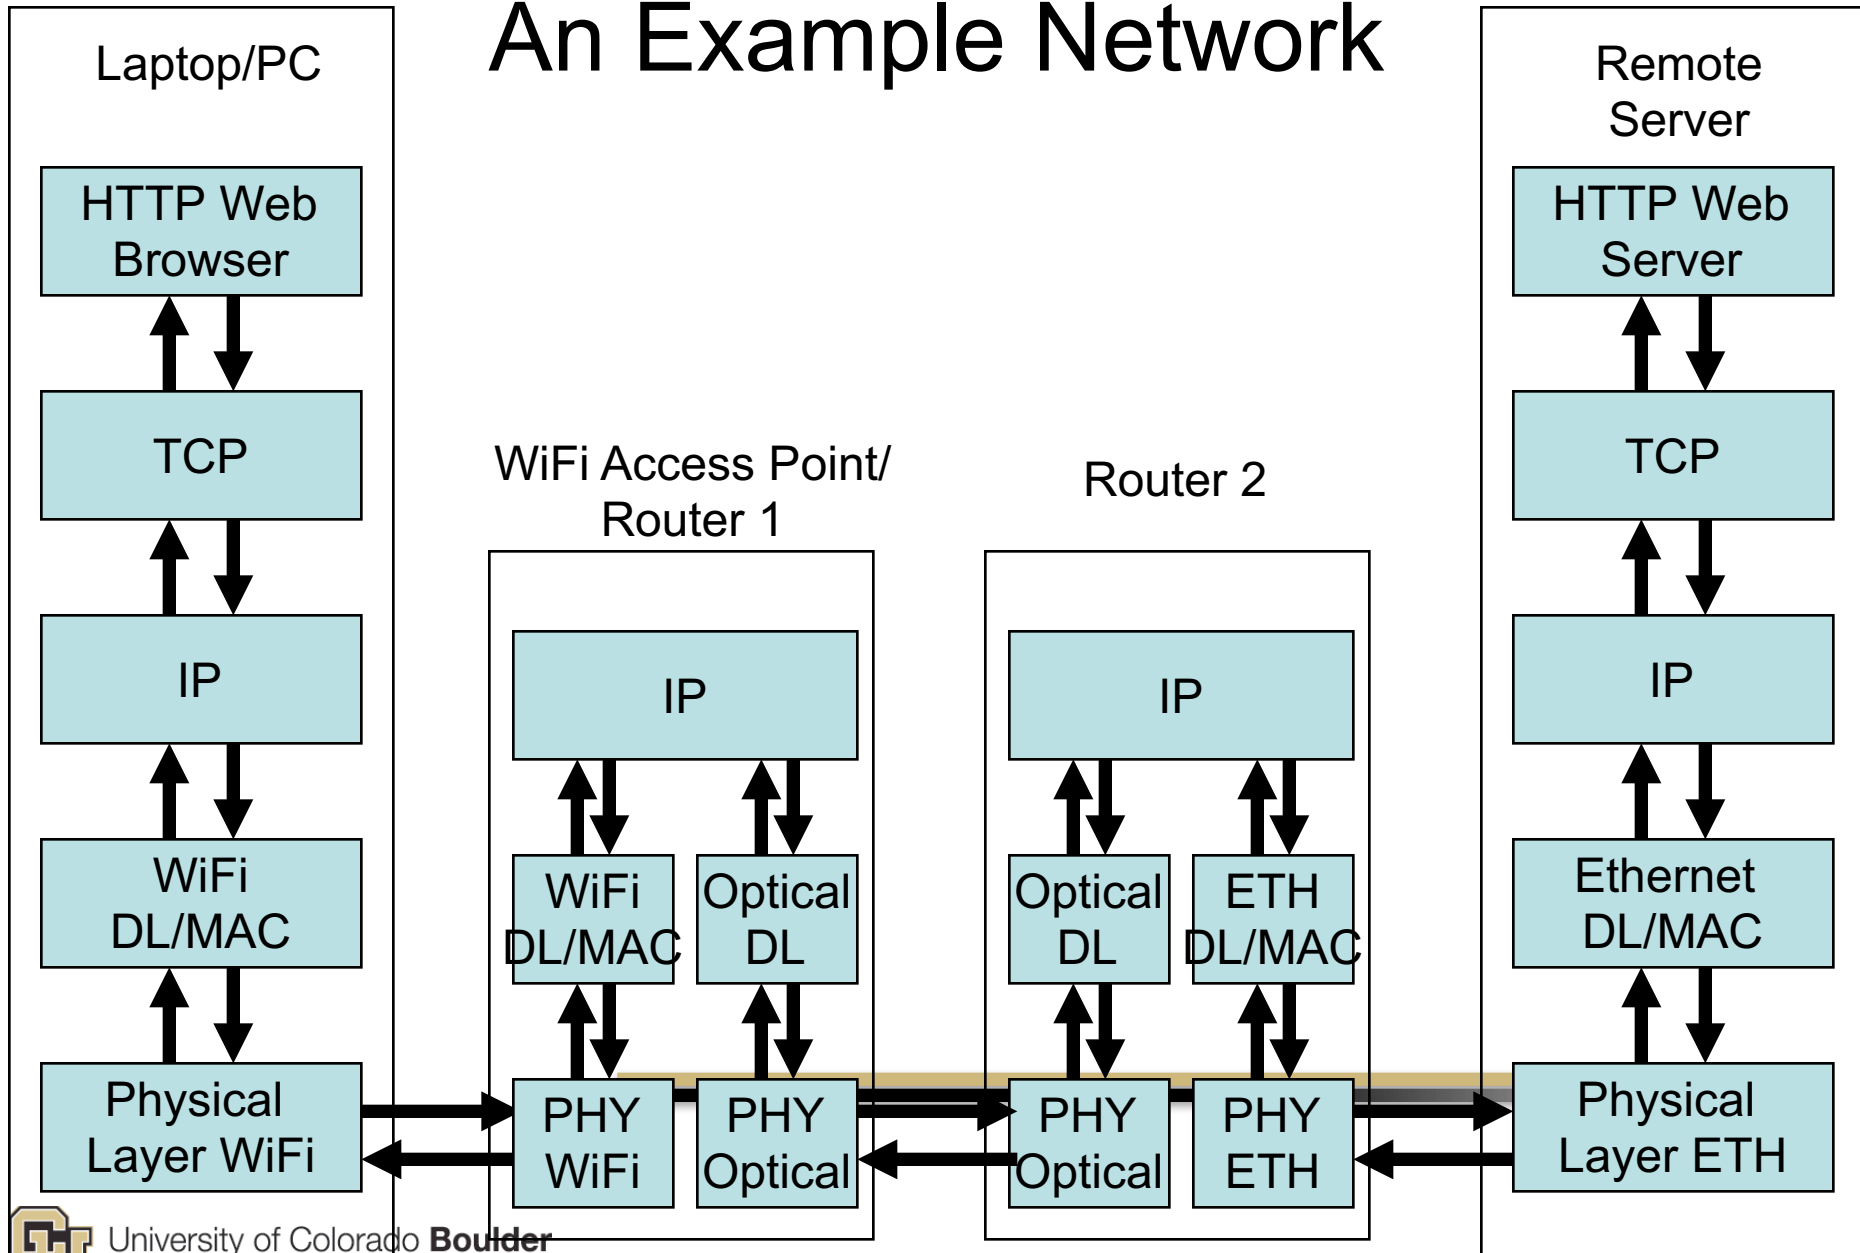 An Example Network
Laptop/PC
HTTP Web
Browser
TCP
IP
WiFi
DL/MAC
Physical
Layer WiFi
WiFi Access Point/
Router 1
IP
WiFi
DL/MAC
Optical
DL
PHY
WiFi
PHY
Optical
Router 2
IP
Optical
DL
ETH
DL/MAC
PHY
Optical
PHY
ETH
Remote
Server
HTTP Web
Server
TCP
IP
Ethernet
DL/MAC
Physical
Layer ETH
CU
University of Colorado Boulder